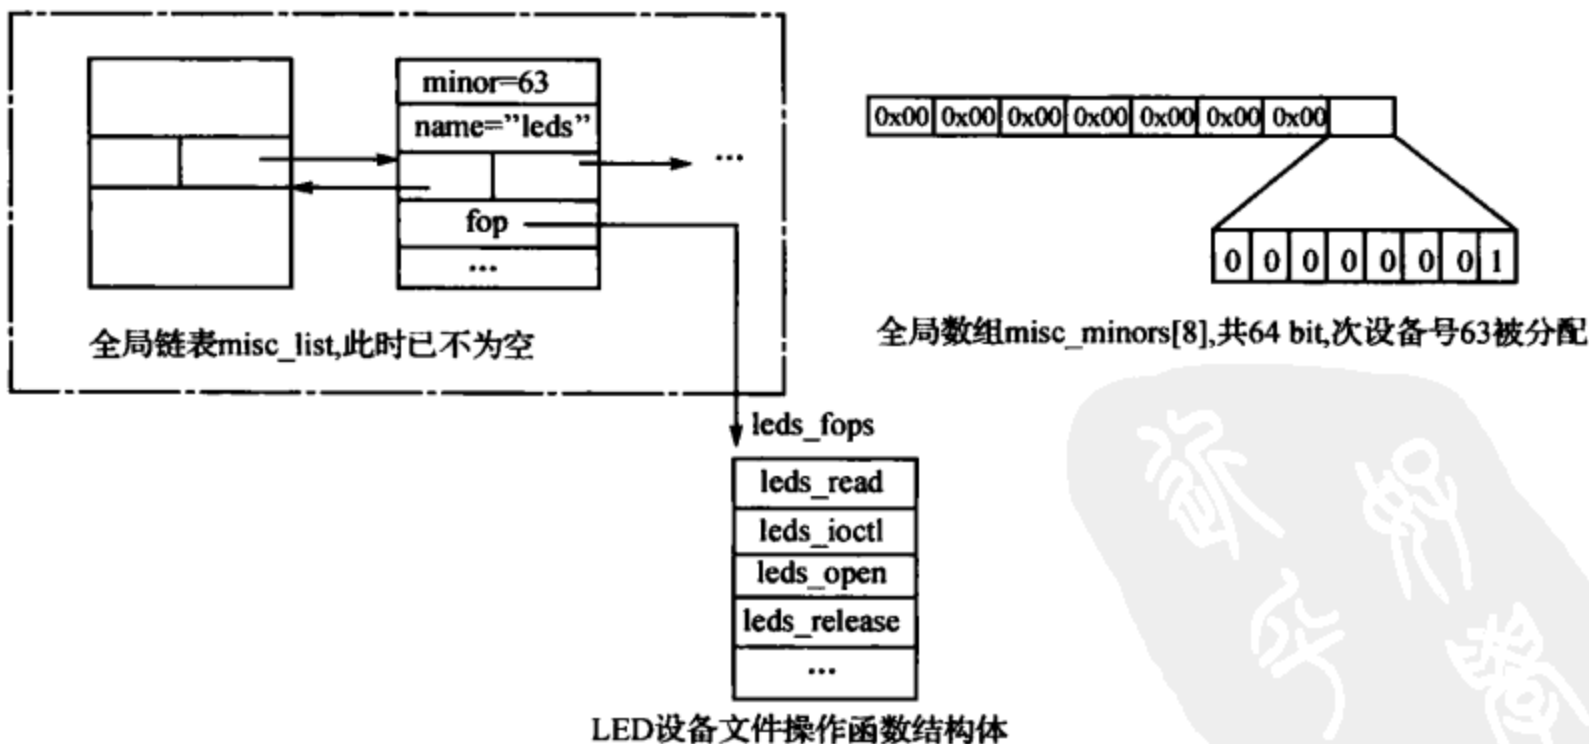 minor=63
name=”leds”
...
fop
...
全局链表misc_list,此时已不为空
0x00 0x00 0x00 0x00 0x00 0x00 0x00
0 0 0 0 0 0 0 1
全局数组misc_minors[8],共64 bit,次设备号63被分配
leds_fops
leds_read
leds_ioctl
leds_open
leds_release
...
LED设备文件操作函数结构体